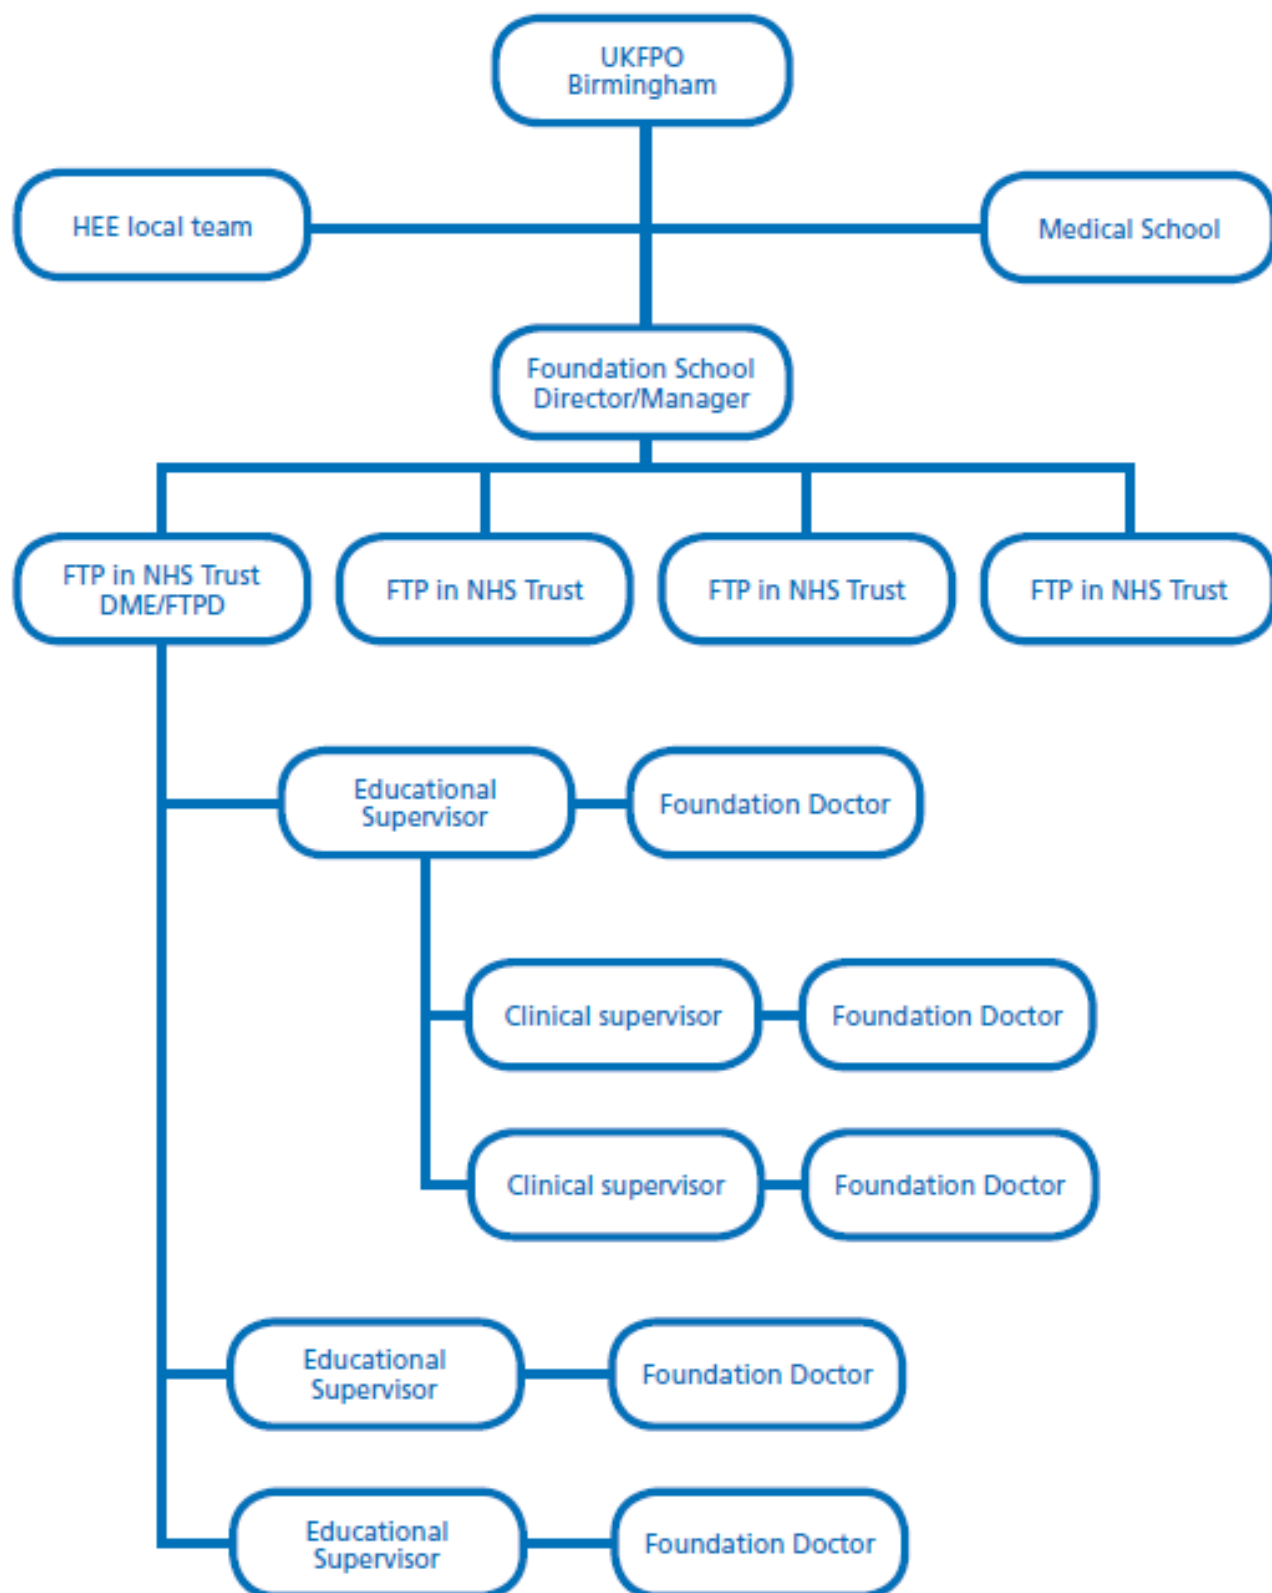 UKFPO
Birmingham
HEE local team
Medical School
Foundation School
Director/Manager
FTP in NHS Trust
DME/FTPD
FTP in NHS Trust
FTP in NHS Trust
FTP in NHS Trust
Educational
Supervisor
Foundation Doctor
Clinical supervisor
Foundation Doctor
Clinical supervisor
Foundation Doctor
Educational
Supervisor
Foundation Doctor
Educational
Supervisor
Foundation Doctor